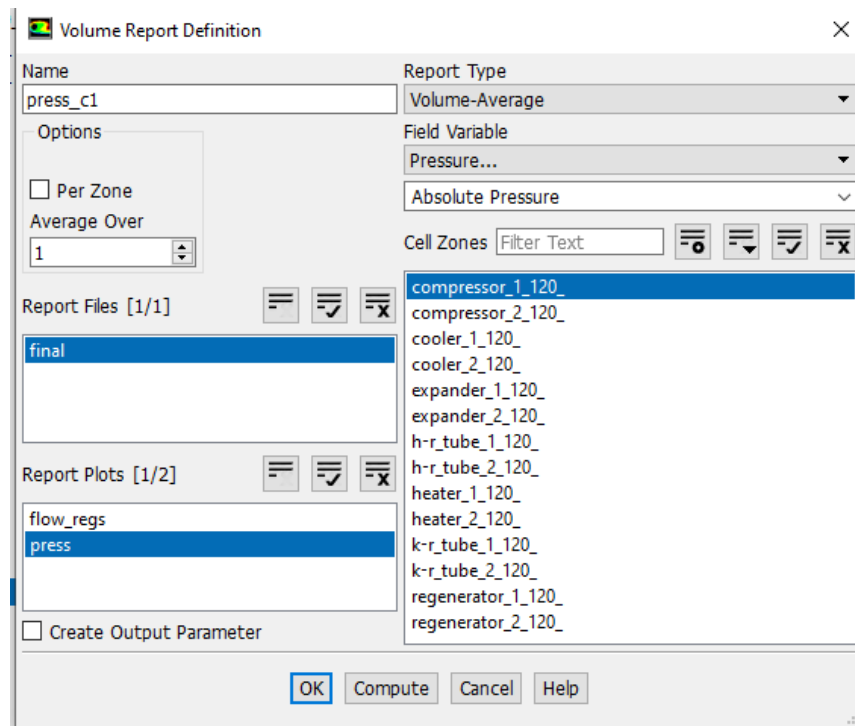 Volume Report Definition
Name
press_c1
Options
Per Zone
Average Over
1
Report Files [1/1]
final
Report Plots [1/2]
flow_regs
press
Create Output Parameter
Report Type
Volume-Average
Field Variable
Pressure...
Absolute Pressure
Cell Zones Filter Text
compressor_1_120_
compressor_2_120_
cooler_1_120_
cooler_2_120_
expander_1_120_
expander_2_120_
h-r_tube_1_120_
h-r_tube_2_120_
heater_1_120_
heater_2_120_
k-r_tube_1_120_
k-r_tube_2_120_
regenerator_1_120_
regenerator_2_120_
OK Compute Cancel Help